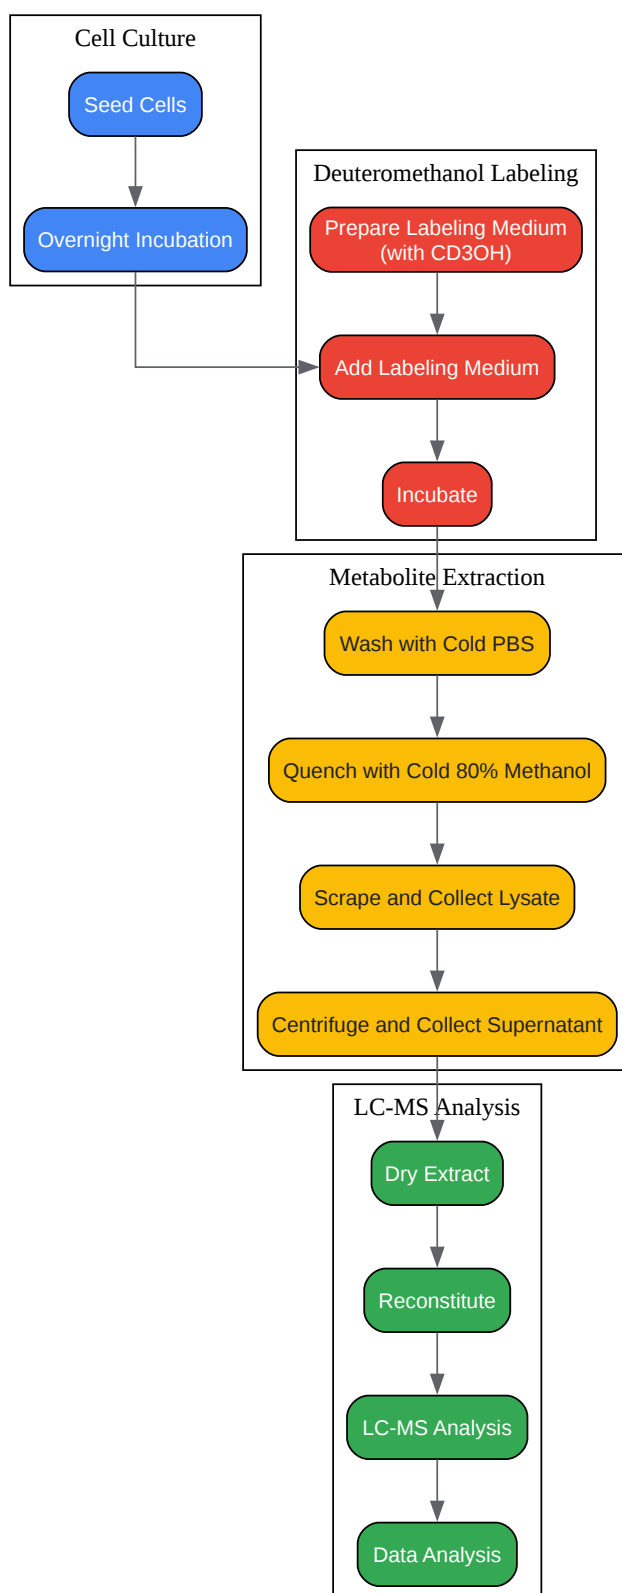 Cell Culture
Seed Cells
Overnight Incubation
Deuteromethanol Labeling
Prepare Labeling Medium
(with CD3OH)
Add Labeling Medium
Incubate
Metabolite Extraction
Wash with Cold PBS
Quench with Cold 80% Methanol
Scrape and Collect Lysate
Centrifuge and Collect Supernatant
LC-MS Analysis
Dry Extract
Reconstitute
LC-MS Analysis
Data Analysis